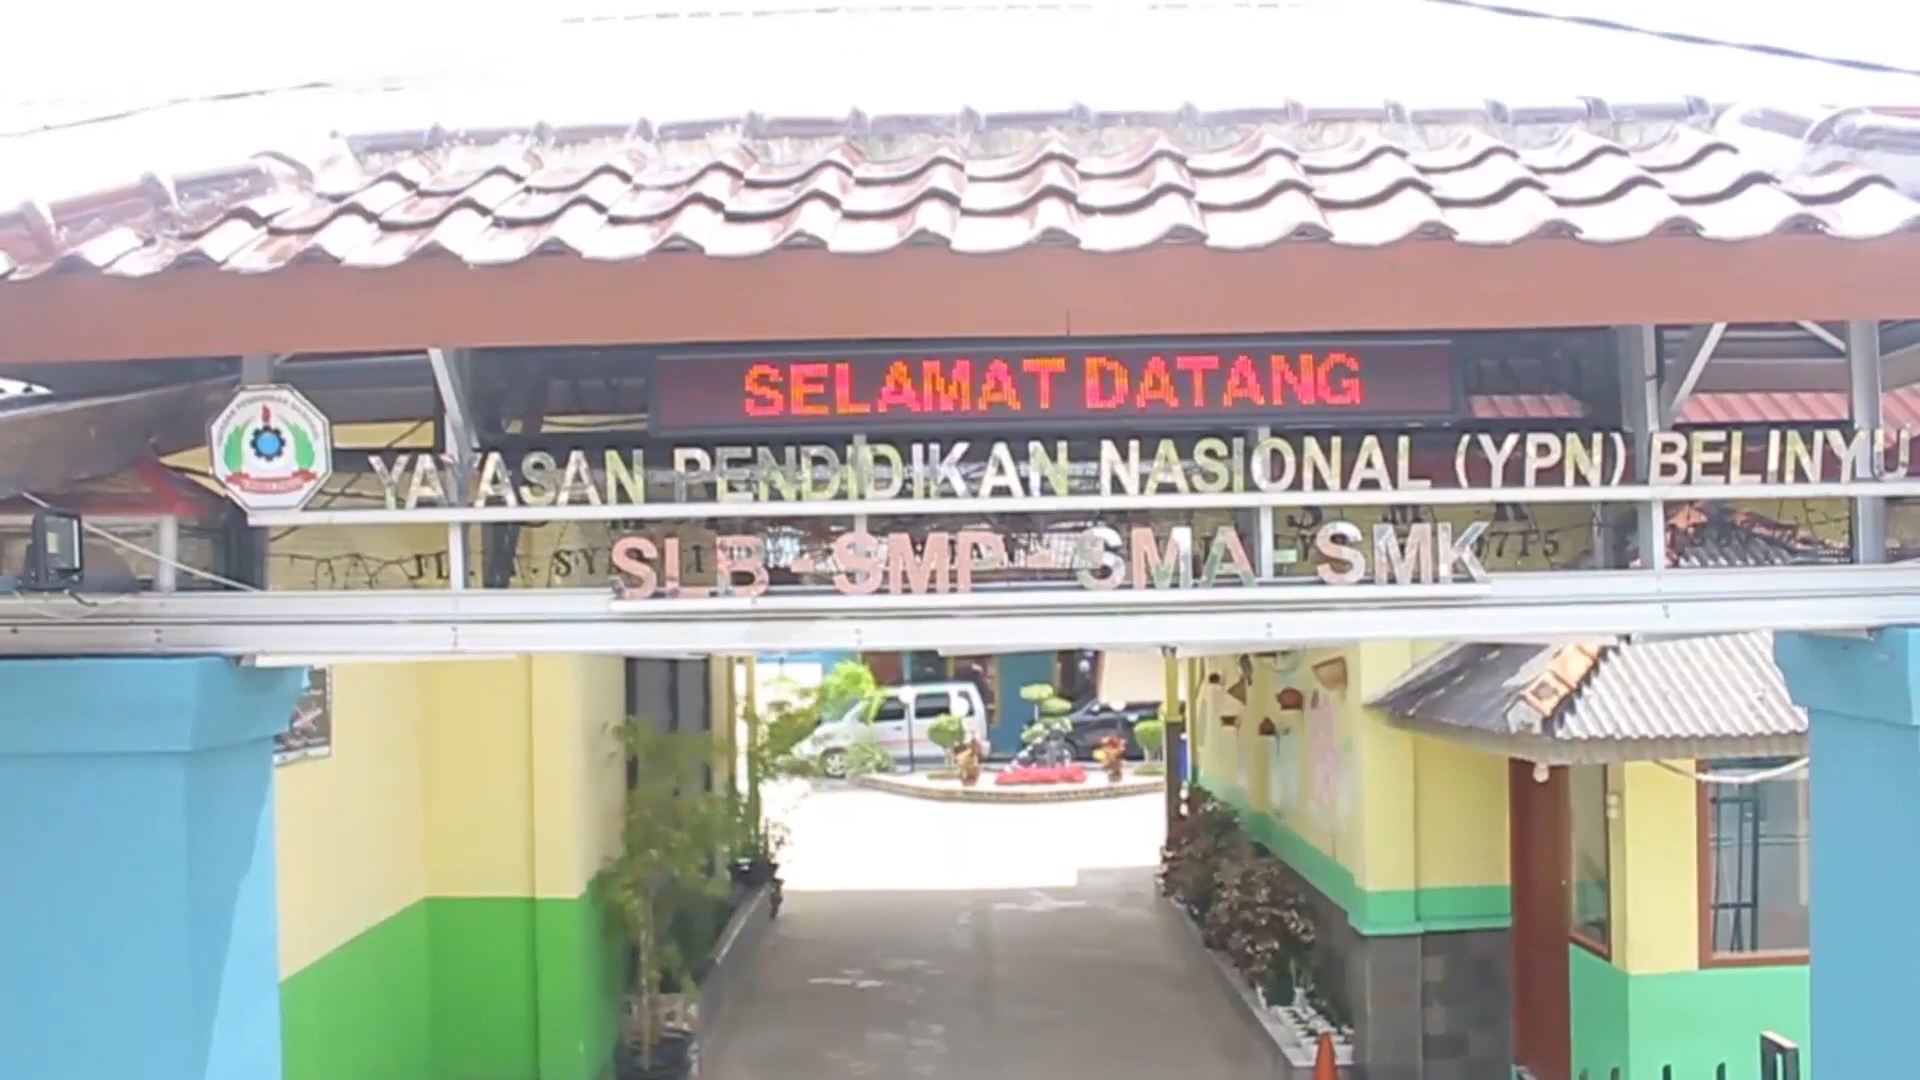 SELAMAT DATANG
YAYASAN PENDIDIKAN NASIONAL (YPN) BELINYU
SLB - SMP - SMA - SMK